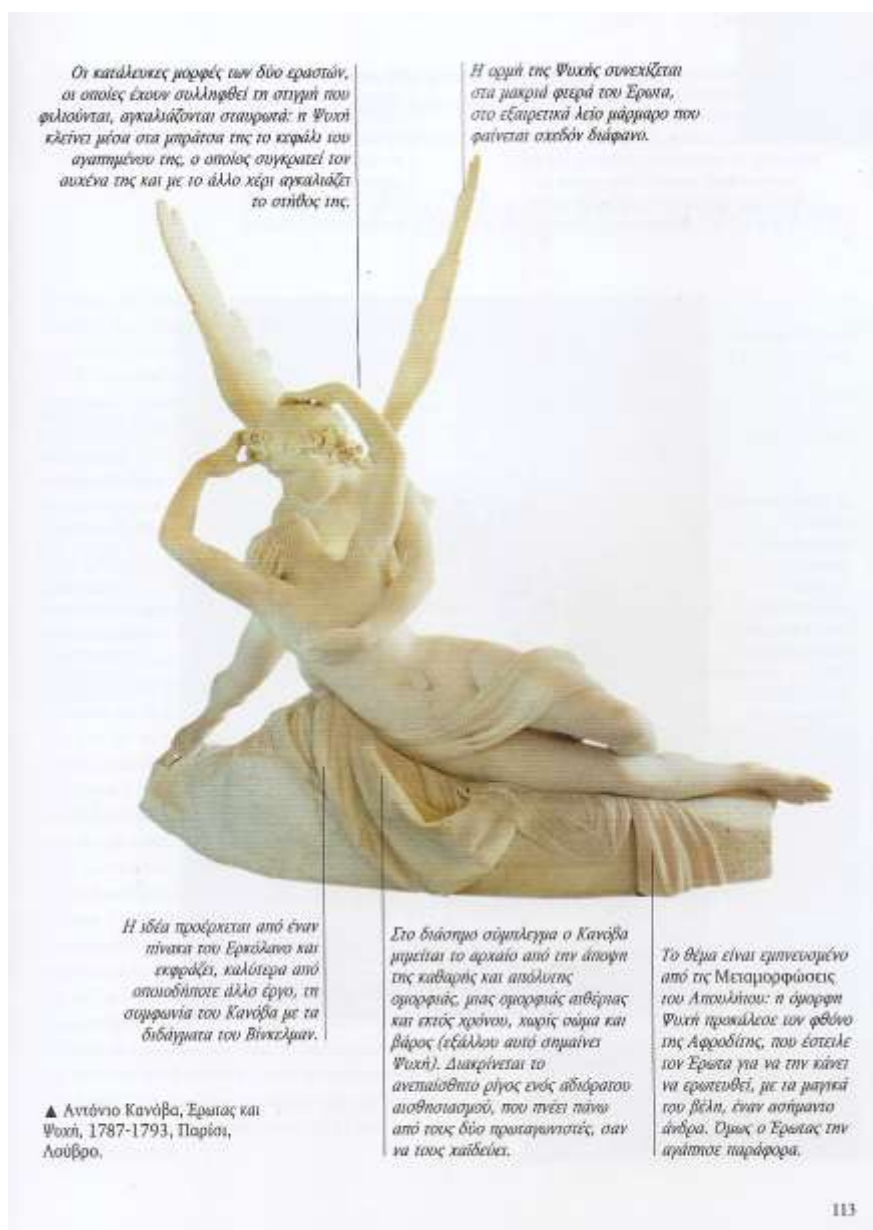 Οι κατάλευκες μορφές των δύο εραστών,
οι οποίες έχουν συλληφθεί τη στιγμή που
φιλιούνται, αγκαλιάζονται σταυρωτά: η Ψυχή
κλείνει μέσα στα μπράτσα της το κεφάλι του
αγαπημένου της, ο οποίος συγκρατεί τον
αυχένα της και με το άλλο χέρι αγκαλιάζει
το στήθος της.
Η ορμή της Ψυχής συνεχίζεται
στα μακριά φτερά του Έρωτα,
στο εξαιρετικά λείο μάρμαρο που
φαίνεται σχεδόν διάφανο.
Η ιδέα προέρχεται από έναν
πίνακα του Ερκολάνο και
εκφράζει, καλύτερα από
οποιοδήποτε άλλο έργο, τη
συμφωνία του Κανόβα με τα
διδάγματα του Βίνκελμαν.
Στο διάσημο σύμπλεγμα ο Κανόβα
μιμείται το αρχαίο από την άποψη
της καθαρής και απόλυτης
ομορφιάς, μιας ομορφιάς αιθέριας
και εκτός χρόνου, χωρίς σώμα και
βάρος (εξάλλου αυτό σημαίνει
Ψυχή). Διακρίνεται το
ανεπαίσθητο ρίγος ενός αδιόρατου
αισθησιασμού, που πνέει πάνω
από τους δύο πρωταγωνιστές, σαν
να τους χαϊδεύει.
Το θέμα είναι εμπνευσμένο
από τις Μεταμορφώσεις
του Απουλήιου: η όμορφη
Ψυχή προκάλεσε τον φθόνο
της Αφροδίτης, που έστειλε
τον Έρωτα για να την κάνει
να ερωτευθεί, με τα μαγικά
του βέλη, έναν ασήμαντο
άνδρα. Όμως ο Έρωτας την
αγάπησε παράφορα.
▲ Αντόνιο Κανόβα, Έρωτας και
Ψυχή, 1787-1793, Παρίσι,
Λούβρο.
113